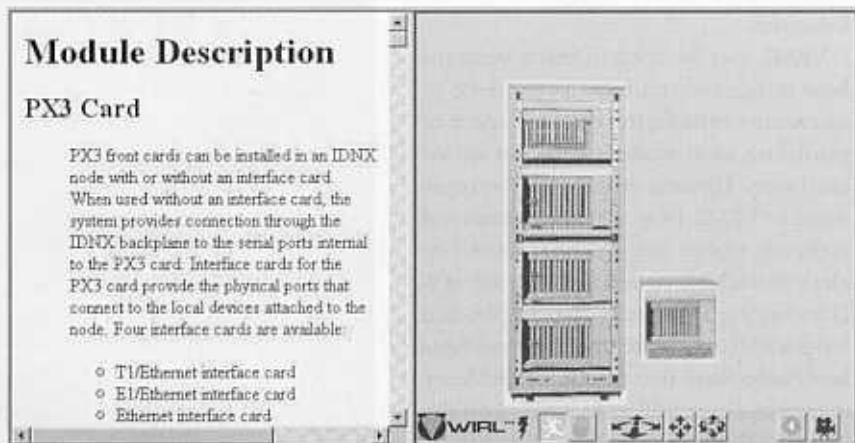 Module Description
PX3 Card
PX3 front cards can be installed in an IDNX
node with or without an interface card.
When used without an interface card, the
system provides connection through the
IDNX backplane to the serial ports internal
to the PX3 card. Interface cards for the
PX3 card provide the physical ports that
connect to the local devices attached to the
node. Four interface cards are available:
T1/Ethernet interface card
E1/Ethernet interface card
Ethernet interface card
WIRL™